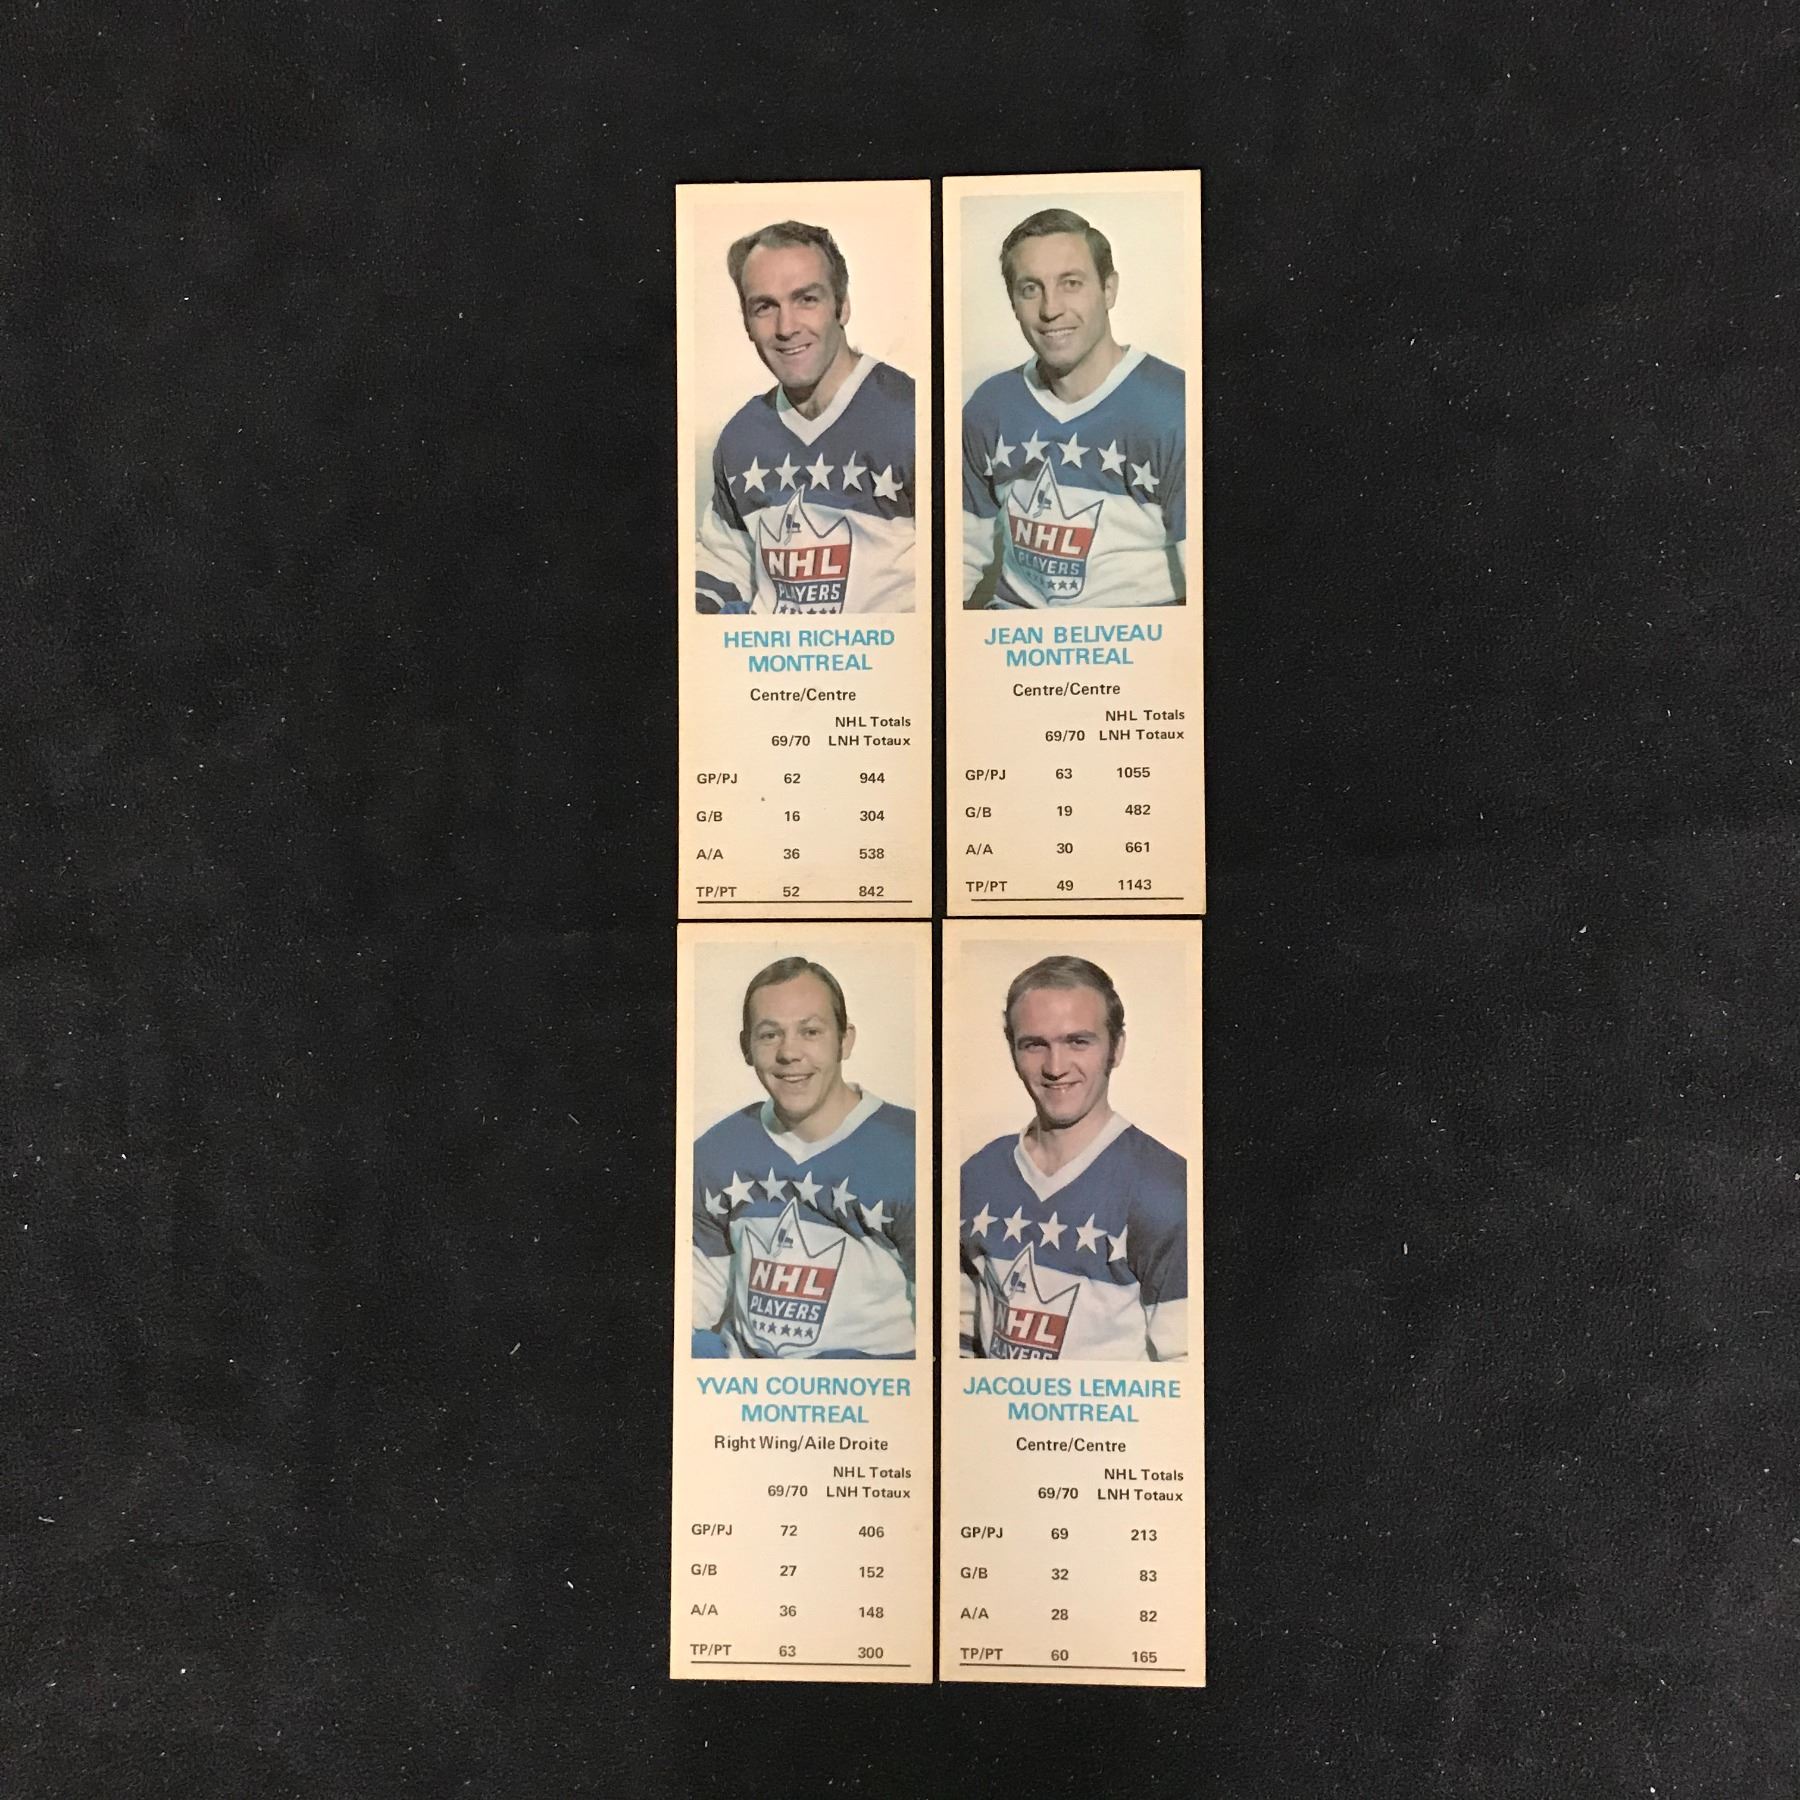 NHL
PLAYERS
HENRI RICHARD
MONTREAL
Centre/Centre
NHL Totals
69/70 LNH Totaux
GP/PJ 62 944
G/B 16 304
A/A 36 538
TP/PT 52 842
NHL
PLAYERS
JEAN BELIVEAU
MONTREAL
Centre/Centre
NHL Totals
69/70 LNH Totaux
GP/PJ 63 1055
G/B 19 482
A/A 30 661
TP/PT 49 1143
NHL
PLAYERS
YVAN COURNOYER
MONTREAL
Right Wing/Aile Droite
NHL Totals
69/70 LNH Totaux
GP/PJ 72 406
G/B 27 152
A/A 36 148
TP/PT 63 300
NHL
PLAYERS
JACQUES LEMAIRE
MONTREAL
Centre/Centre
NHL Totals
69/70 LNH Totaux
GP/PJ 69 213
G/B 32 83
A/A 28 82
TP/PT 60 165